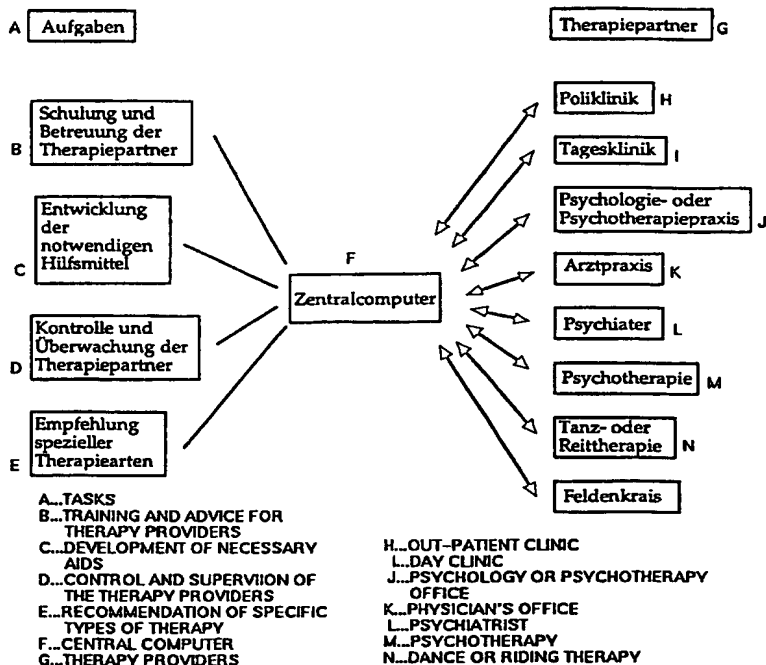 A Aufgaben
Therapiepartner G
B Schulung und
Betreuung der
Therapiepartner
C Entwicklung
der
notwendigen
Hilfsmittel
D Kontrolle und
Überwachung der
Therapiepartner
E Empfehlung
spezieller
Therapiearten
F
Zentralcomputer
Poliklinik H
Tagesklinik I
Psychologie- oder
Psychotherapiepraxis J
Arztpraxis K
Psychiater L
Psychotherapie M
Tanz- oder
Reittherapie N
Feldenkrais
A...TASKS
B...TRAINING AND ADVICE FOR
THERAPY PROVIDERS
C...DEVELOPMENT OF NECESSARY
AIDS
D...CONTROL AND SUPERVIION OF
THE THERAPY PROVIDERS
E...RECOMMENDATION OF SPECIFIC
TYPES OF THERAPY
F...CENTRAL COMPUTER
G...THERAPY PROVIDERS
H...OUT-PATIENT CLINIC
I...DAY CLINIC
J...PSYCHOLOGY OR PSYCHOTHERAPY
OFFICE
K...PHYSICIAN'S OFFICE
L...PSYCHIATRIST
M...PSYCHOTHERAPY
N...DANCE OR RIDING THERAPY